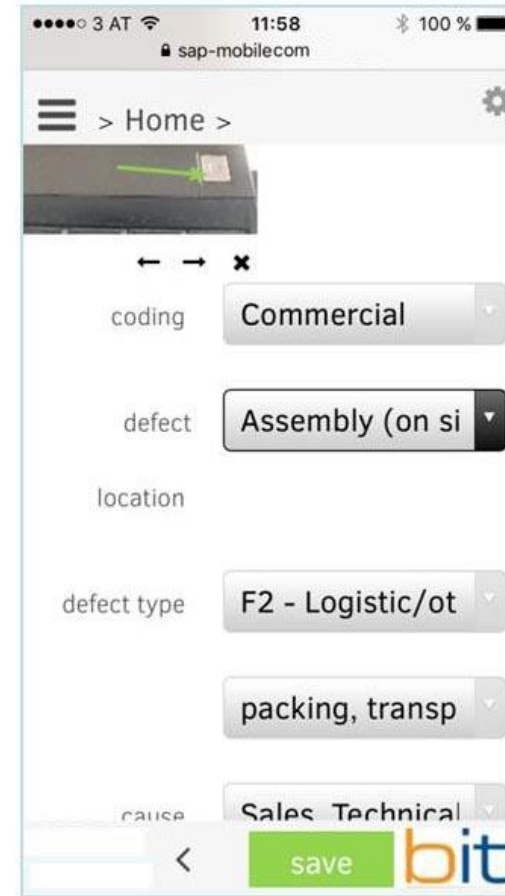 3 AT 11:58 100 %
sap-mobilecom
> Home >
coding Commercial
defect Assembly (on si
location
defect type F2 - Logistic/ot
packing, transp
cause Sales, Technical
< save bit